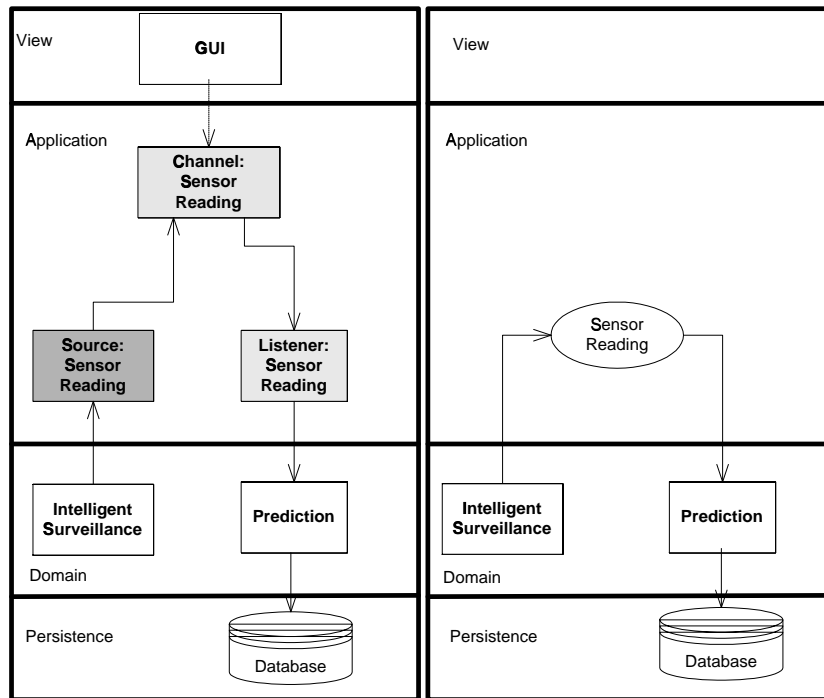 View
GUI
Application
Channel:
Sensor
Reading
Source:
Sensor
Reading
Listener:
Sensor
Reading
Intelligent
Surveillance
Prediction
Domain
Persistence
Database
View
Application
Sensor
Reading
Intelligent
Surveillance
Prediction
Domain
Persistence
Database